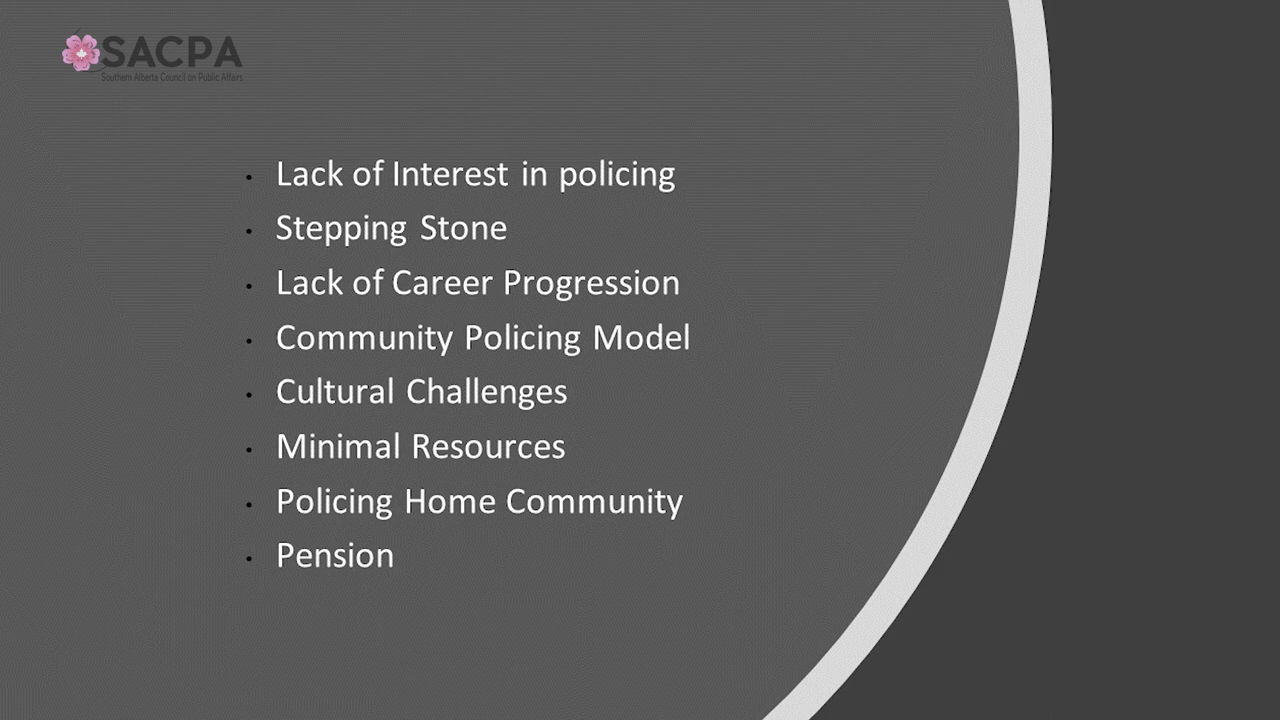 SACPA
Southern Alberta Council on Public Affairs
· Lack of Interest in policing
· Stepping Stone
· Lack of Career Progression
· Community Policing Model
· Cultural Challenges
· Minimal Resources
· Policing Home Community
· Pension